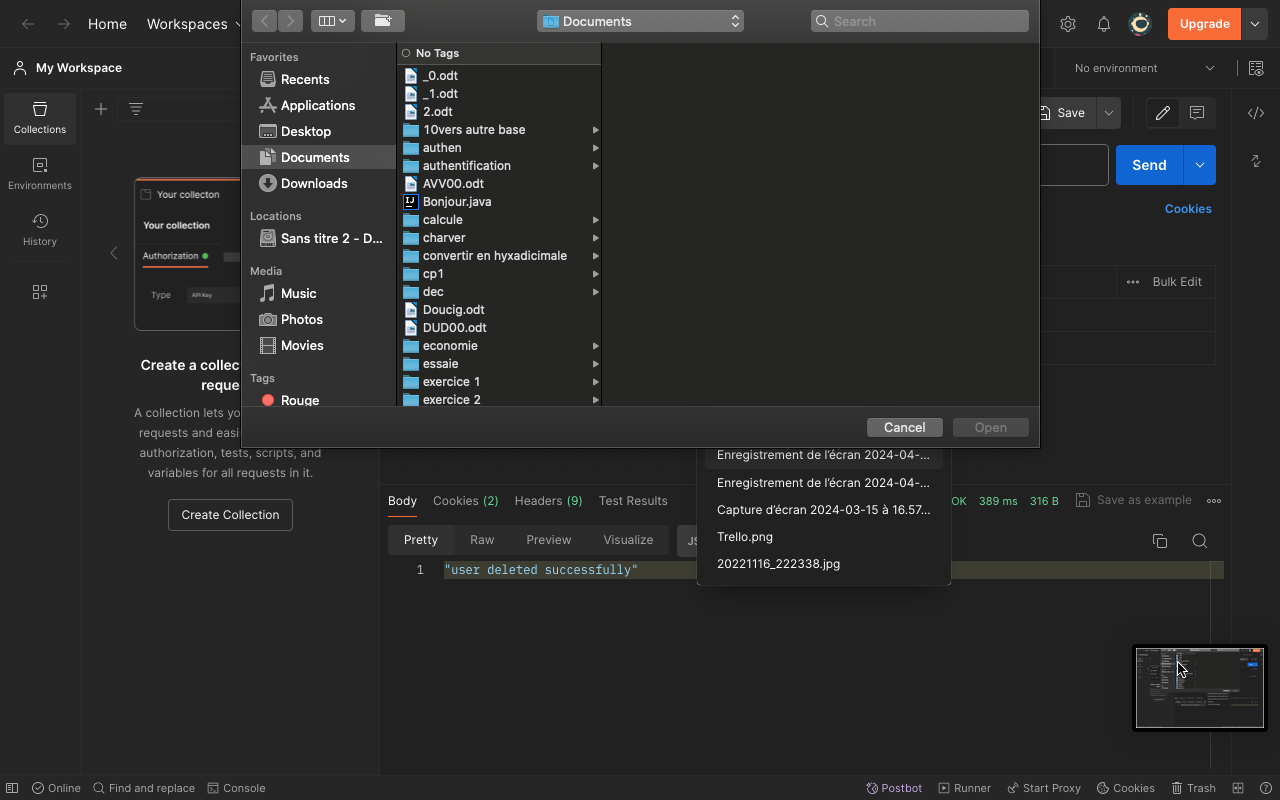 Home
Workspaces
Documents
Search
Upgrade
My Workspace
No environment
Favorites
Recents
Applications
Desktop
Documents
Downloads
Locations
Sans titre 2 - D...
Media
Music
Photos
Movies
Tags
Rouge
No Tags
_0.odt
_1.odt
2.odt
10vers autre base
authen
authentification
AVV00.odt
Bonjour.java
calcule
charver
convertir en hyxadicimale
cp1
dec
Doucig.odt
DUD00.odt
economie
essaie
exercice 1
exercice 2
Cancel
Open
Save
Send
Cookies
Bulk Edit
Collections
Environments
History
Your collecton
Your collection
Authorization
Type
API Key
Create a collec
reque
A collection lets yo
requests and easi
authorization, tests, scripts, and
variables for all requests in it.
Create Collection
Enregistrement de l'écran 2024-04-...
Enregistrement de l'écran 2024-04-...
Capture d'écran 2024-03-15 à 16.57...
Trello.png
20221116_222338.jpg
Body
Cookies (2)
Headers (9)
Test Results
OK
389 ms
316 B
Save as example
Pretty
Raw
Preview
Visualize
JS
1
"user deleted successfully"
Online
Find and replace
Console
Postbot
Runner
Start Proxy
Cookies
Trash